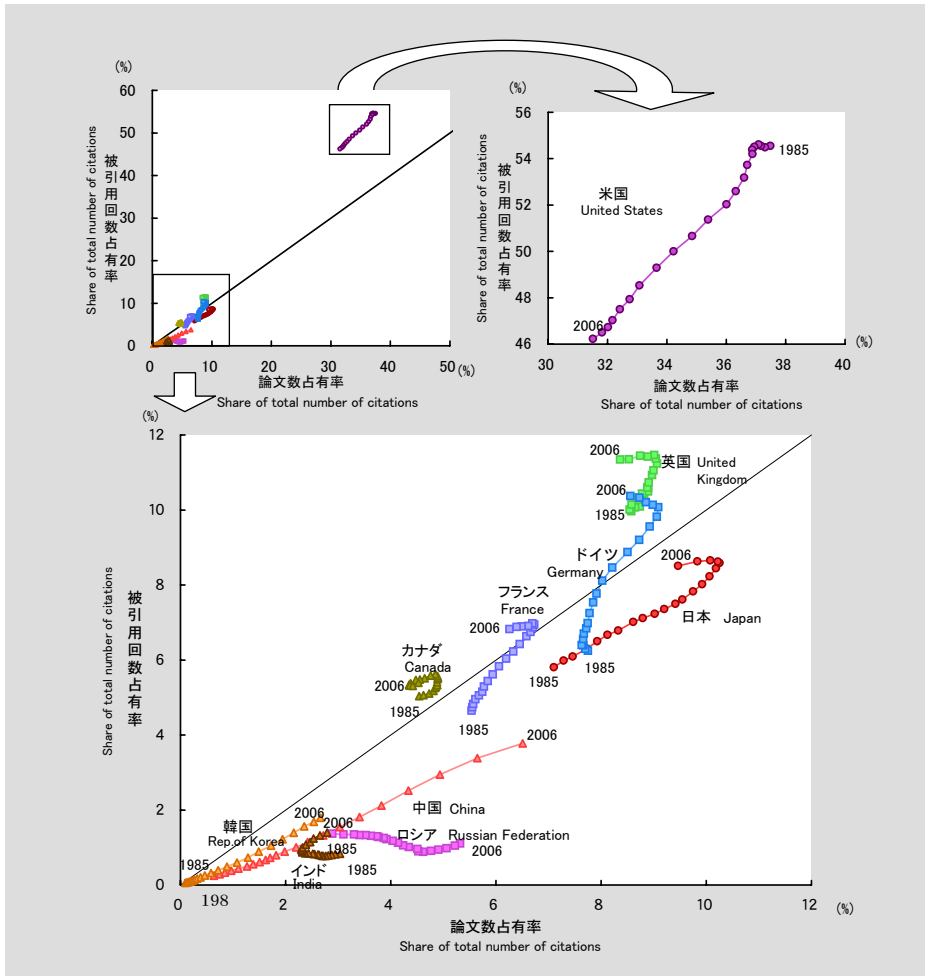 (%)
60
50
40
30
20
10
0
被引用回数占有率
Share of total number of citations
0
10
20
30
40
50
(%)
論文数占有率
Share of total number of citations
(%)
56
54
52
50
48
46
被引用回数占有率
Share of total number of citations
1985
米国
United States
2006
30
32
34
36
38
40
(%)
論文数占有率
Share of total number of citations
(%)
12
10
8
6
4
2
0
被引用回数占有率
Share of total number of citations
2006
英国 United
Kingdom
2006
1985
ドイツ
Germany
2006
フランス
France
2006
日本 Japan
カナダ
Canada
2006
1985
1985
1985
1985
2006
中国 China
韓国
Rep.of Korea
2006
2006
ロシア Russian Federation
1985
2006
1985
インド
India
1985
0
198
2
4
6
8
10
12
(%)
論文数占有率
Share of total number of citations